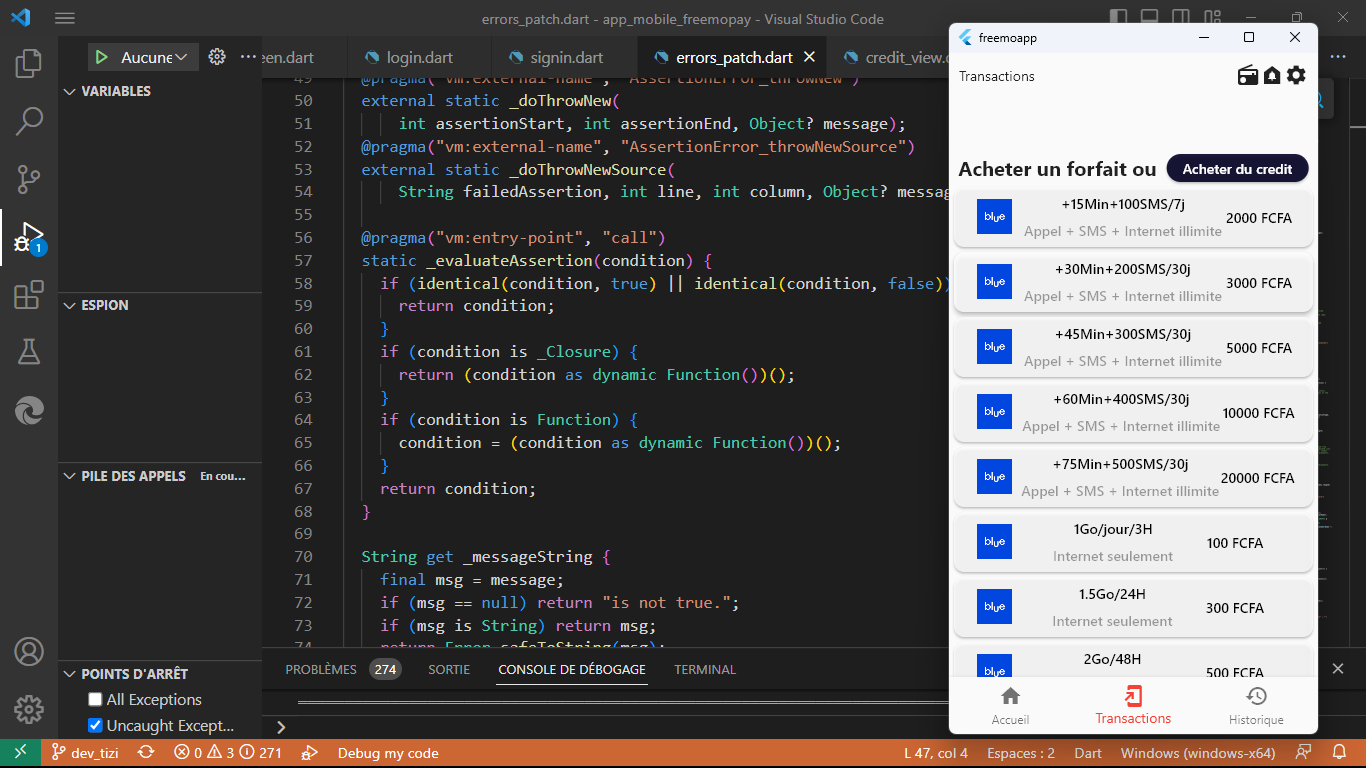 errors_patch.dart - app_mobile_freemopay - Visual Studio Code
Aucune
een.dart
login.dart
signin.dart
errors_patch.dart
credit_view.
VARIABLES
ESPION
PILE DES APPELS
En cou...
POINTS D'ARRÊT
All Exceptions
Uncaught Except...
1
49 @pragma("vm:external-name", "AssertionError_throwNew")
50 external static _doThrowNew(
51 int assertionStart, int assertionEnd, Object? message);
52 @pragma("vm:external-name", "AssertionError_throwNewSource")
53 external static _doThrowNewSource(
54 String failedAssertion, int line, int column, Object? messag
55
56 @pragma("vm:entry-point", "call")
57 static _evaluateAssertion(condition) {
58 if (identical(condition, true) || identical(condition, false))
59 return condition;
60 }
61 if (condition is _Closure) {
62 return (condition as dynamic Function())();
63 }
64 if (condition is Function) {
65 condition = (condition as dynamic Function())();
66 }
67 return condition;
68 }
69
70 String get _messageString {
71 final msg = message;
72 if (msg == null) return "is not true.";
73 if (msg is String) return msg;
74 return Error.safeToString(msg);
PROBLÈMES
274
SORTIE
CONSOLE DE DÉBOGAGE
TERMINAL
dev_tizi
0
3
271
Debug my code
L 47, col 4
Espaces : 2
Dart
Windows (windows-x64)
freemoapp
Transactions
Acheter un forfait ou
Acheter du credit
blue
+15Min+100SMS/7j
Appel + SMS + Internet illimite
2000 FCFA
blue
+30Min+200SMS/30j
Appel + SMS + Internet illimite
3000 FCFA
blue
+45Min+300SMS/30j
Appel + SMS + Internet illimite
5000 FCFA
blue
+60Min+400SMS/30j
Appel + SMS + Internet illimite
10000 FCFA
blue
+75Min+500SMS/30j
Appel + SMS + Internet illimite
20000 FCFA
blue
1Go/jour/3H
Internet seulement
100 FCFA
blue
1.5Go/24H
Internet seulement
300 FCFA
blue
2Go/48H
500 FCFA
Accueil
Transactions
Historique